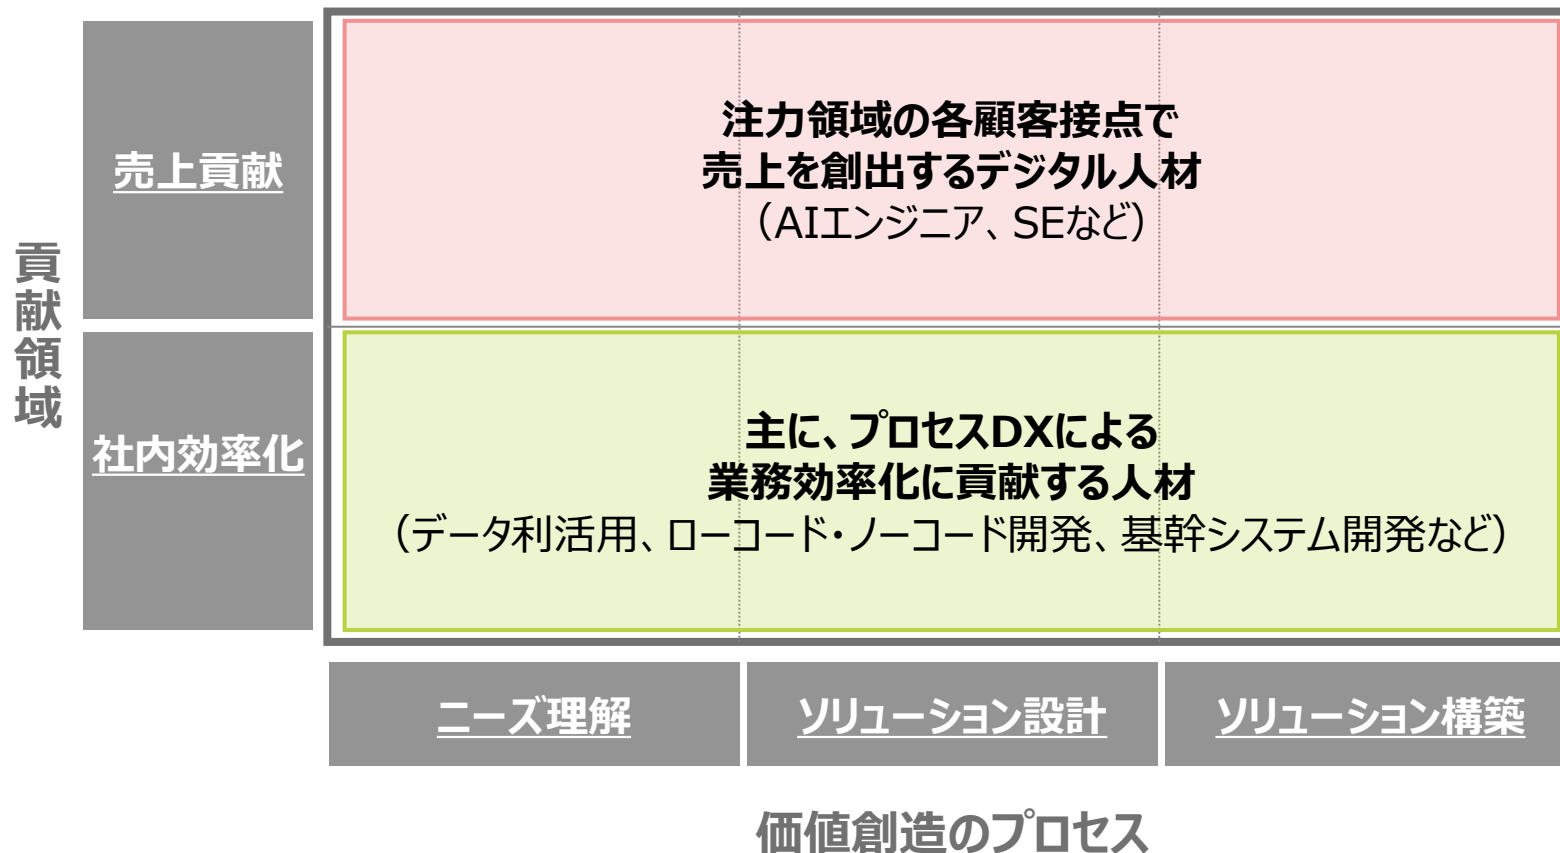 貢献領域
売上貢献
注力領域の各顧客接点で
売上を創出するデジタル人材
（AIエンジニア、SEなど）
社内効率化
主に、プロセスDXによる
業務効率化に貢献する人材
（データ利活用、ローコード・ノーコード開発、基幹システム開発など）
ニーズ理解
ソリューション設計
ソリューション構築
価値創造のプロセス